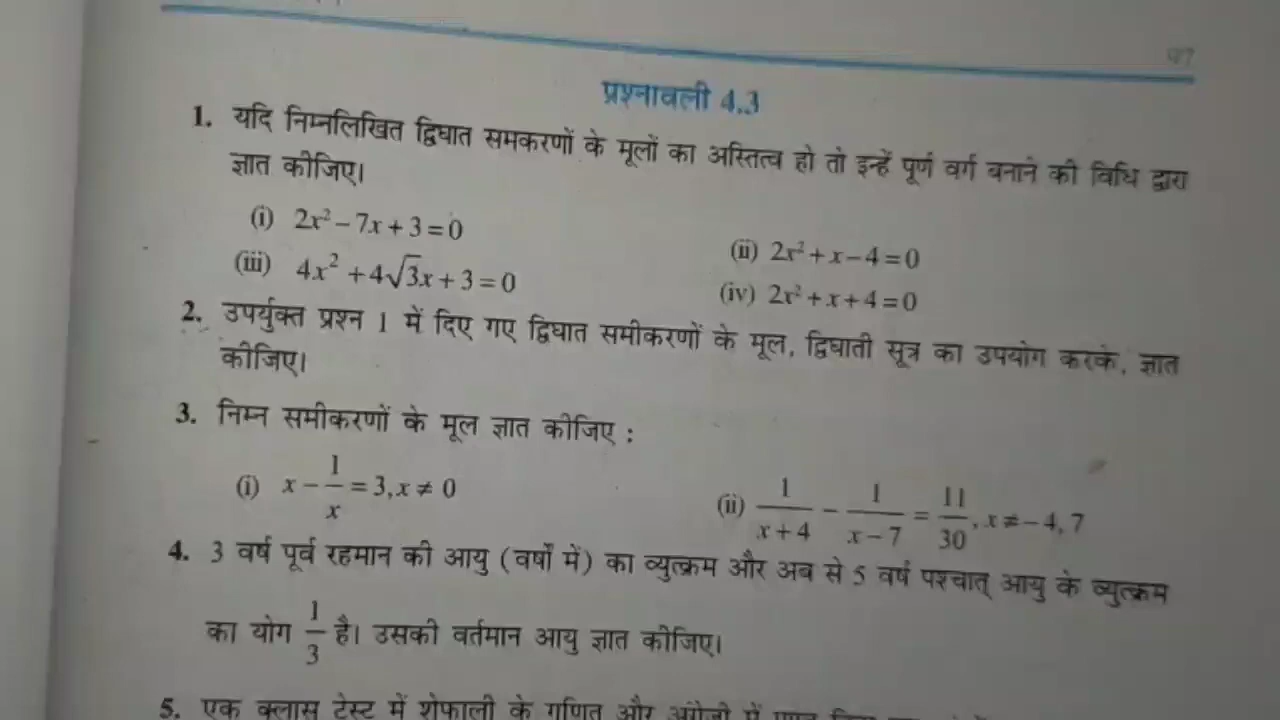 प्रश्नावली 4.3
1. यदि निम्नलिखित द्विघात समकरणों के मूलों का अस्तित्व हो तो इन्हें पूर्ण वर्ग बनाने की विधि द्वारा
ज्ञात कीजिए।
(i) 2x² – 7x + 3 = 0 (ii) 2x² + x – 4 = 0
(iii) 4x² + 4√3x + 3 = 0 (iv) 2x² + x + 4 = 0
2. उपर्युक्त प्रश्न 1 में दिए गए द्विघात समीकरणों के मूल, द्विघाती सूत्र का उपयोग करके, ज्ञात
कीजिए।
3. निम्न समीकरणों के मूल ज्ञात कीजिए :
(i) x – 1/x = 3, x ≠ 0 (ii) 1/(x + 4) – 1/(x – 7) = 11/30, x ≠ – 4, 7
4. 3 वर्ष पूर्व रहमान की आयु (वर्षों में) का व्युत्क्रम और अब से 5 वर्ष पश्चात् आयु के व्युत्क्रम
का योग 1/3 है। उसकी वर्तमान आयु ज्ञात कीजिए।
5. एक क्लास टेस्ट में शेफाली के गणित और अंग्रेजी में